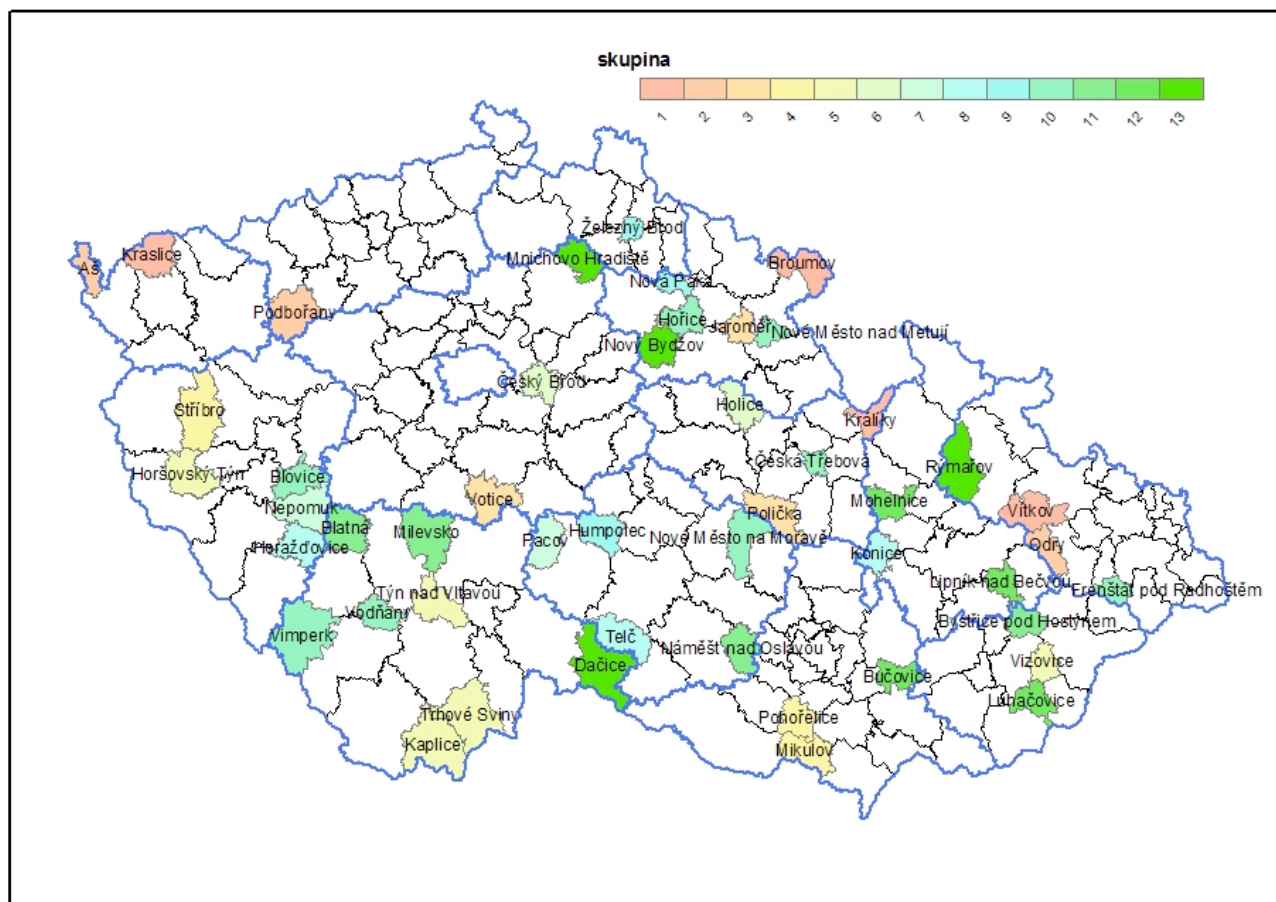 skupina
1 2 3 4 5 6 7 8 9 10 11 12 13
Železný Brod
Aš
Kraslice
Mnichovo Hradiště
Broumov
Nová Paka
Podbořany
Hořice
Jaroměř
Nové Město nad Metují
Nový Bydžov
Český Brod
Stříbro
Holice
Králíky
Horšovský Týn
Česká Třebová
Rýmařov
Blovice
Votice
Mohelnice
Nepomuk
Polička
Vítkov
Blatná
Milevsko
Humpolec
Nové Město na Moravě
Pacov
Horažďovice
Konice
Odry
Lipník nad Bečvou
Frenštát pod Radhoštěm
Týn nad Vltavou
Vodňany
Bystřice pod Hostýnem
Vimperk
Telč
Náměšť nad Oslavou
Dačice
Vizovice
Bučovice
Luhačovice
Trhové Sviny
Pohořelice
Kaplice
Mikulov